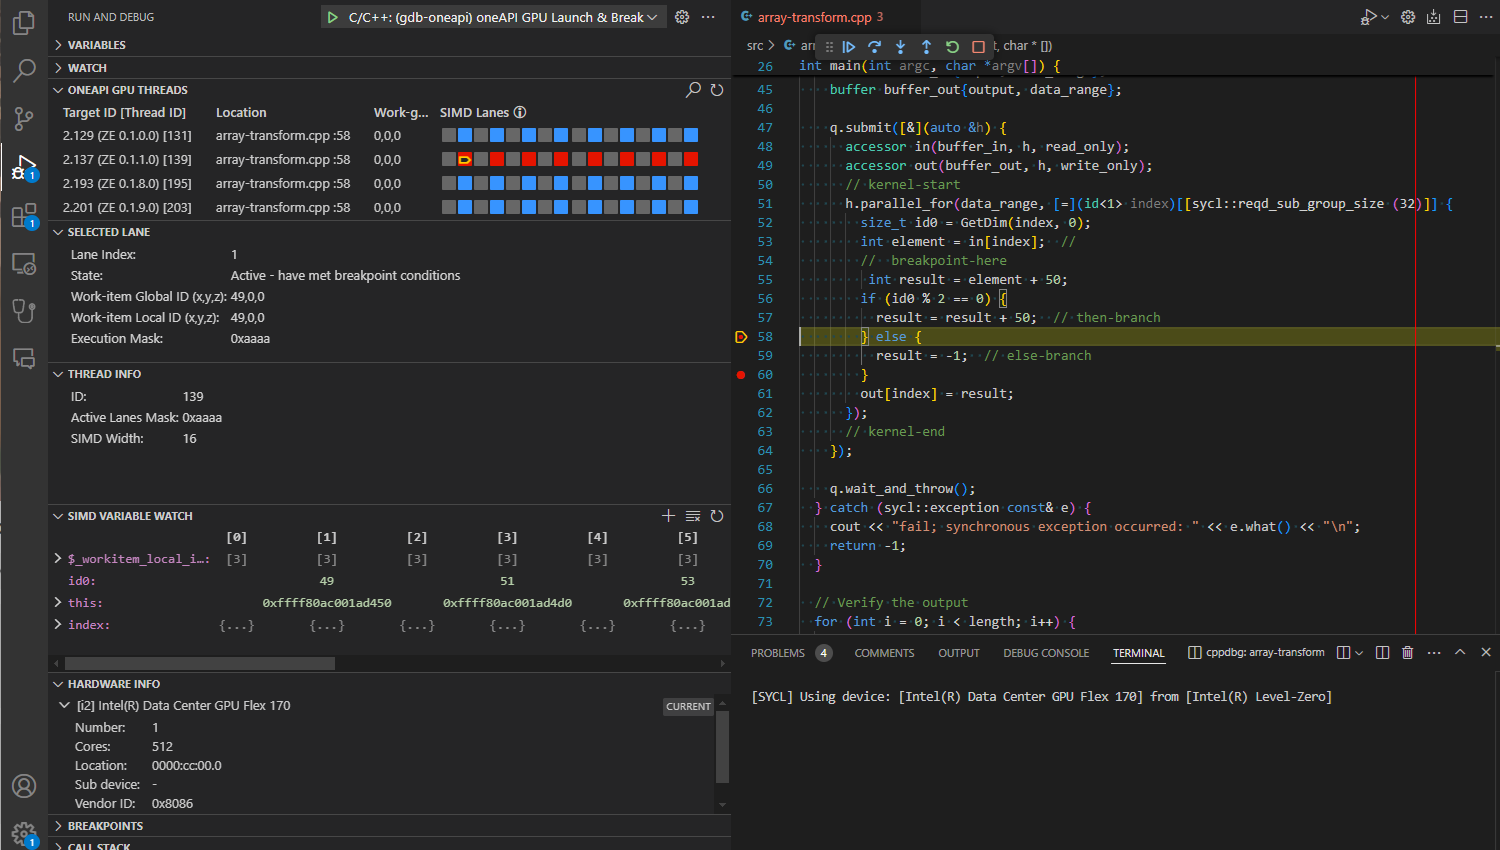 RUN AND DEBUG
C/C++: (gdb-oneapi) oneAPI GPU Launch & Break
VARIABLES
WATCH
ONEAPI GPU THREADS
Target ID [Thread ID] Location Work-g... SIMD Lanes
2.129 (ZE 0.1.0.0) [131] array-transform.cpp :58 0,0,0
2.137 (ZE 0.1.1.0) [139] array-transform.cpp :58 0,0,0
2.193 (ZE 0.1.8.0) [195] array-transform.cpp :58 0,0,0
2.201 (ZE 0.1.9.0) [203] array-transform.cpp :58 0,0,0
SELECTED LANE
Lane Index: 1
State: Active - have met breakpoint conditions
Work-item Global ID (x,y,z): 49,0,0
Work-item Local ID (x,y,z): 49,0,0
Execution Mask: 0xaaaa
THREAD INFO
ID: 139
Active Lanes Mask: 0xaaaa
SIMD Width: 16
SIMD VARIABLE WATCH
[0] [1] [2] [3] [4] [5]
$_workitem_local_i…: [3] [3] [3] [3] [3] [3]
id0: 49 51 53
this: 0xffff80ac001ad450 0xffff80ac001ad4d0 0xffff80ac001ad
index: {...} {...} {...} {...} {...} {...}
HARDWARE INFO
[i2] Intel(R) Data Center GPU Flex 170 CURRENT
Number: 1
Cores: 512
Location: 0000:cc:00.0
Sub device: -
Vendor ID: 0x8086
BREAKPOINTS
CALL STACK
1
1
1
array-transform.cpp 3
src > arr t, char * [])
26 int main(int argc, char *argv[]) {
45 buffer buffer_out{output, data_range};
46
47 q.submit([&](auto &h) {
48 accessor in(buffer_in, h, read_only);
49 accessor out(buffer_out, h, write_only);
50 // kernel-start
51 h.parallel_for(data_range, [=](id<1> index)[[sycl::reqd_sub_group_size (32)]] {
52 size_t id0 = GetDim(index, 0);
53 int element = in[index]; //
54 // breakpoint-here
55 int result = element + 50;
56 if (id0 % 2 == 0) {
57 result = result + 50; // then-branch
58 } else {
59 result = -1; // else-branch
60 }
61 out[index] = result;
62 });
63 // kernel-end
64 });
65
66 q.wait_and_throw();
67 } catch (sycl::exception const& e) {
68 cout << "fail; synchronous exception occurred: " << e.what() << "\n";
69 return -1;
70 }
71
72 // Verify the output
73 for (int i = 0; i < length; i++) {
PROBLEMS 4 COMMENTS OUTPUT DEBUG CONSOLE TERMINAL cppdbg: array-transform
[SYCL] Using device: [Intel(R) Data Center GPU Flex 170] from [Intel(R) Level-Zero]